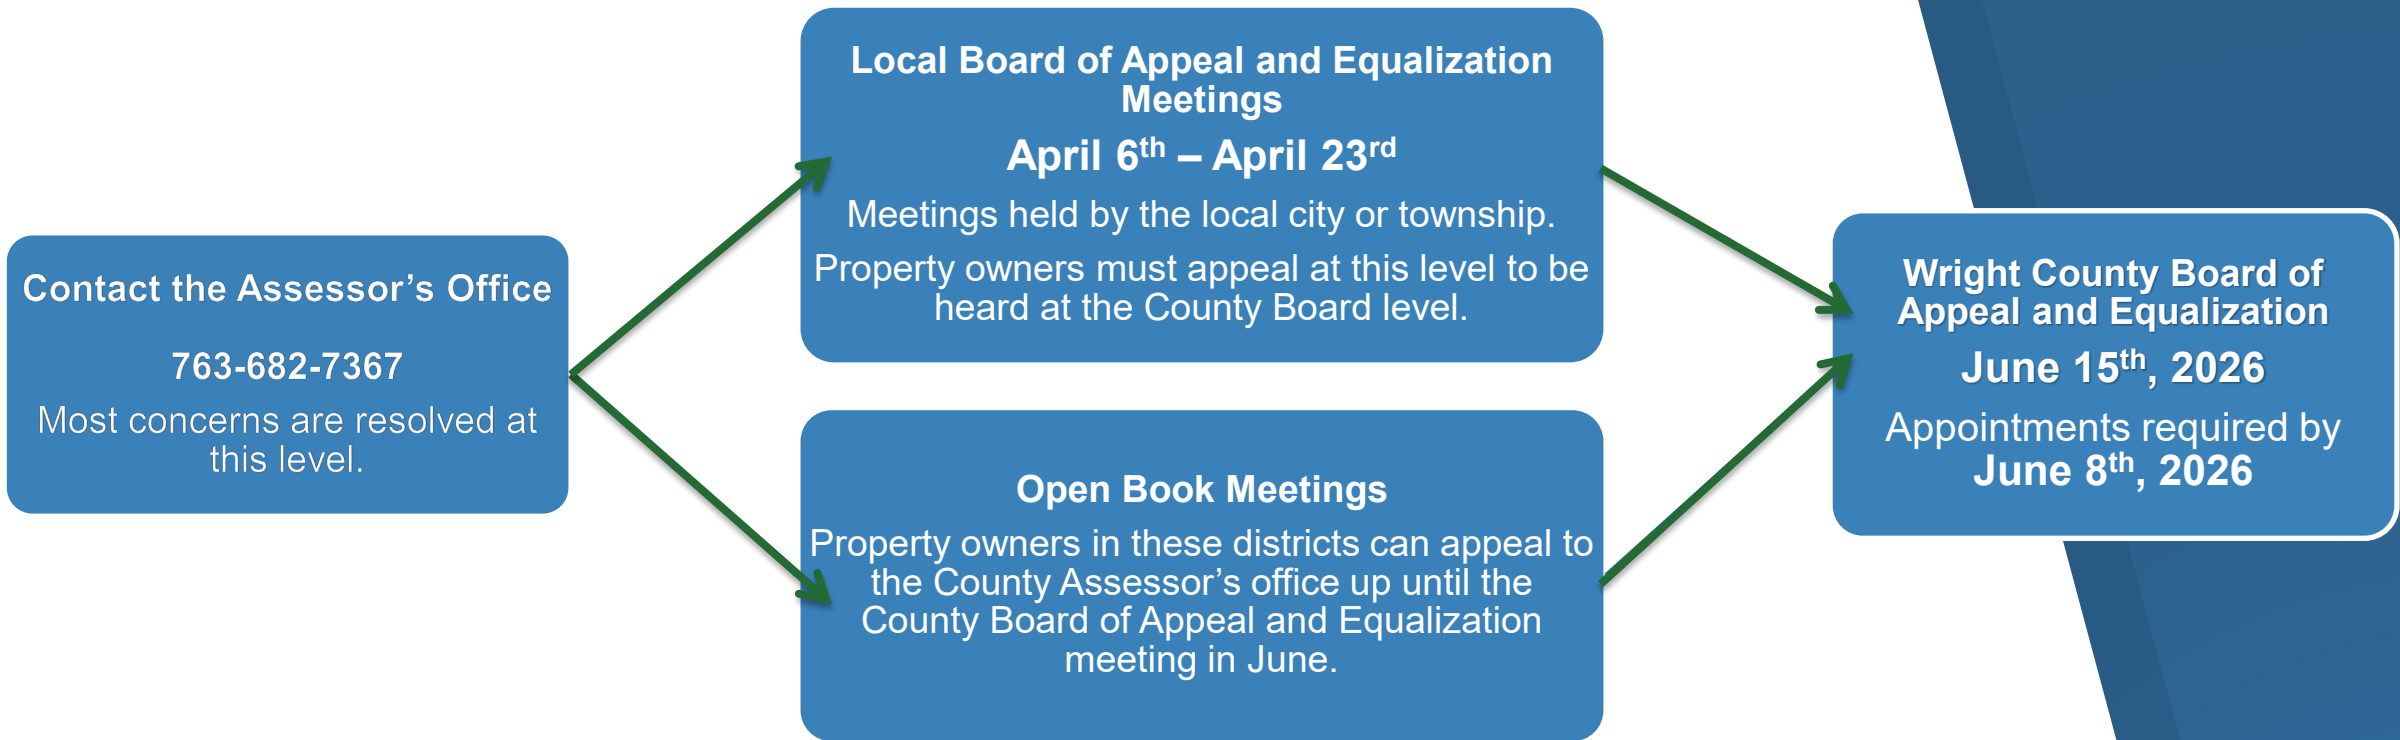 Contact the Assessor’s Office
763-682-7367
Most concerns are resolved at
this level.
Local Board of Appeal and Equalization
Meetings
April 6th – April 23rd
Meetings held by the local city or township.
Property owners must appeal at this level to be
heard at the County Board level.
Open Book Meetings
Property owners in these districts can appeal to
the County Assessor’s office up until the
County Board of Appeal and Equalization
meeting in June.
Wright County Board of
Appeal and Equalization
June 15th, 2026
Appointments required by
June 8th, 2026